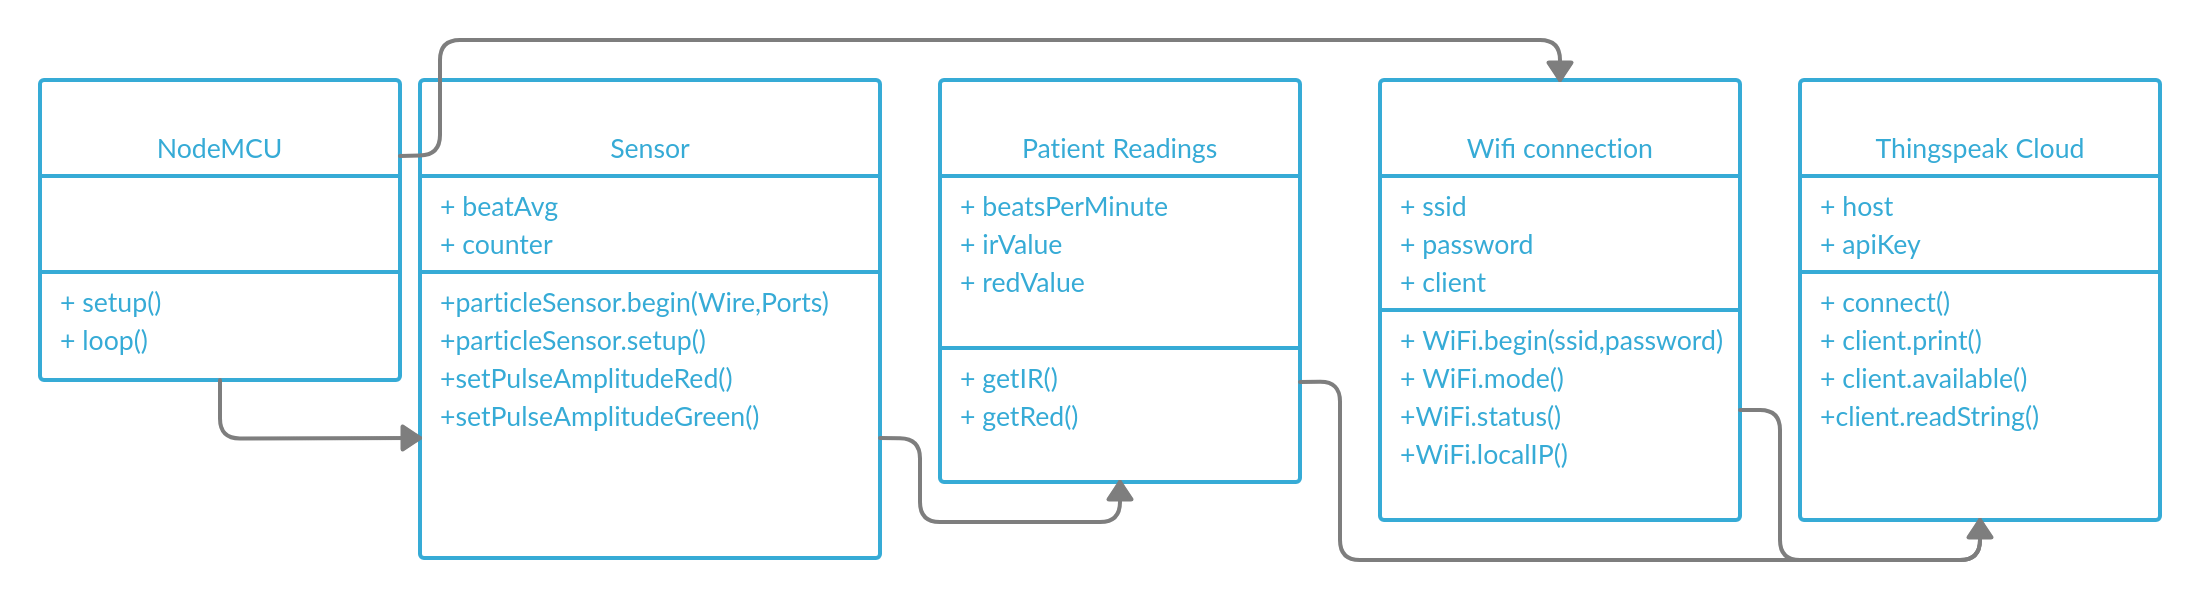 NodeMCU
+ setup()
+ loop()
Sensor
+ beatAvg
+ counter
+particleSensor.begin(Wire,Ports)
+particleSensor.setup()
+setPulseAmplitudeRed()
+setPulseAmplitudeGreen()
Patient Readings
+ beatsPerMinute
+ irValue
+ redValue
+ getIR()
+ getRed()
Wifi connection
+ ssid
+ password
+ client
+ WiFi.begin(ssid,password)
+ WiFi.mode()
+WiFi.status()
+WiFi.localIP()
Thingspeak Cloud
+ host
+ apiKey
+ connect()
+ client.print()
+ client.available()
+client.readString()